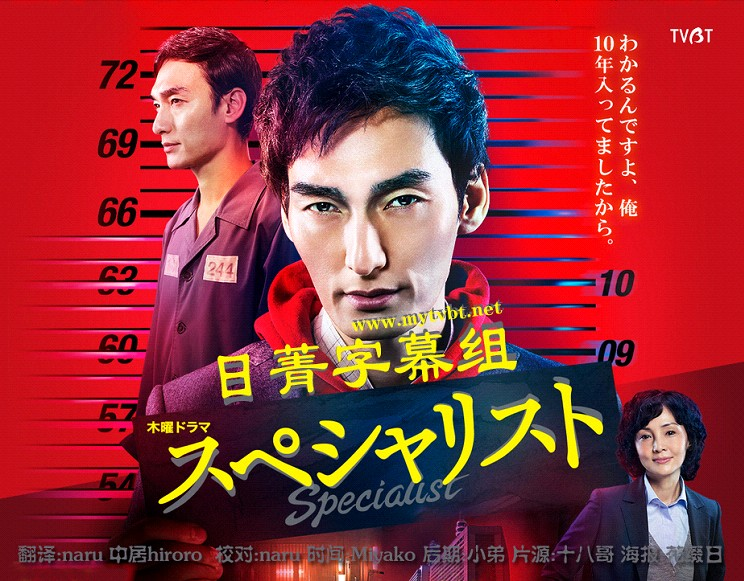 TVBT
わかるんですよ、俺
10年入ってましたから。
72
69
66
63
60
57
54
244
10
09
www.mytvbt.net
日菁字幕组
木曜ドラマ
スペシャリスト
Specialist
翻译:naru 中居hiroro 校对:naru 时间:Miyako 后期:小弟 片源:十八哥 海报:花缀日